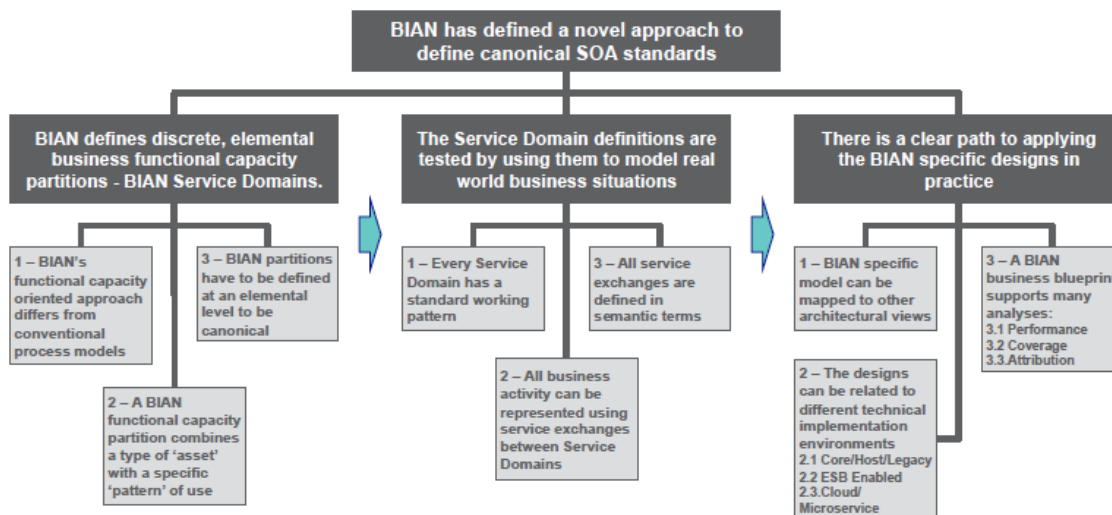 BIAN has defined a novel approach to
define canonical SOA standards
BIAN defines discrete, elemental
business functional capacity
partitions - BIAN Service Domains.
1 – BIAN's
functional capacity
oriented approach
differs from
conventional
process models
3 – BIAN partitions
have to be defined
at an elemental
level to be
canonical
2 – A BIAN
functional capacity
partition combines
a type of 'asset'
with a specific
'pattern' of use
The Service Domain definitions are
tested by using them to model real
world business situations
1 – Every Service
Domain has a
standard working
pattern
3 – All service
exchanges are
defined in
semantic terms
2 – All business
activity can be
represented using
service exchanges
between Service
Domains
There is a clear path to applying
the BIAN specific designs in
practice
1 – BIAN specific
model can be
mapped to other
architectural views
3 – A BIAN
business blueprint
supports many
analyses:
3.1 Performance
3.2 Coverage
3.3.Attribution
2 – The designs
can be related to
different technical
implementation
environments
2.1 Core/Host/Legacy
2.2 ESB Enabled
2.3.Cloud/
Microservice